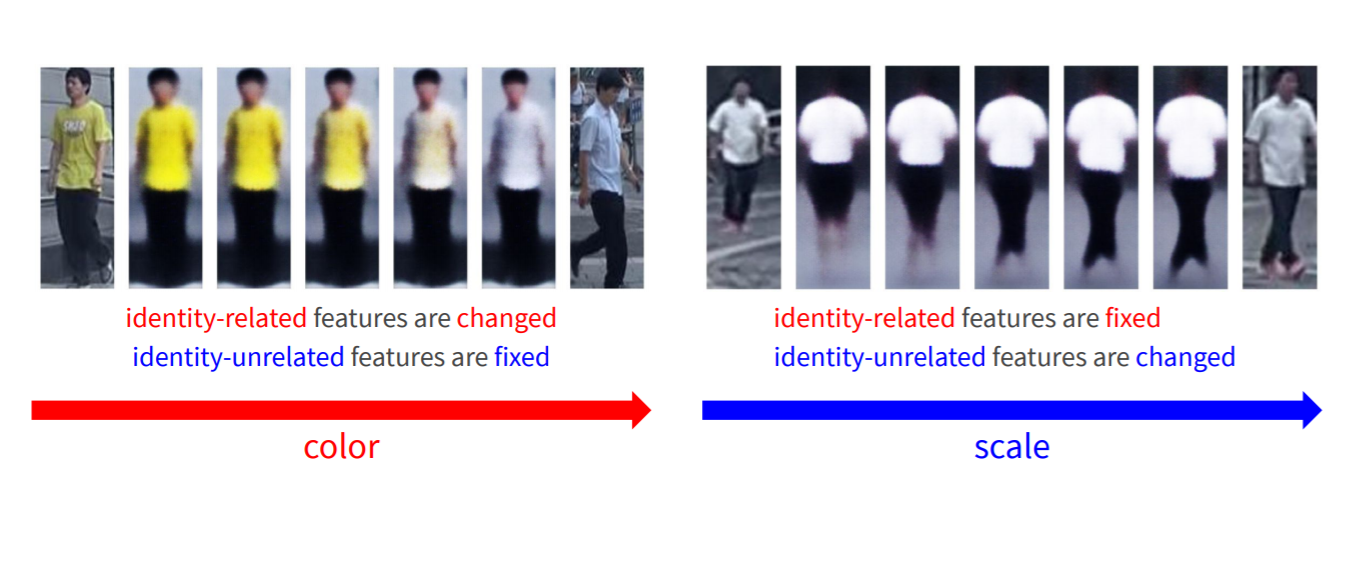 identity-related features are changed
identity-unrelated features are fixed
color
identity-related features are fixed
identity-unrelated features are changed
scale